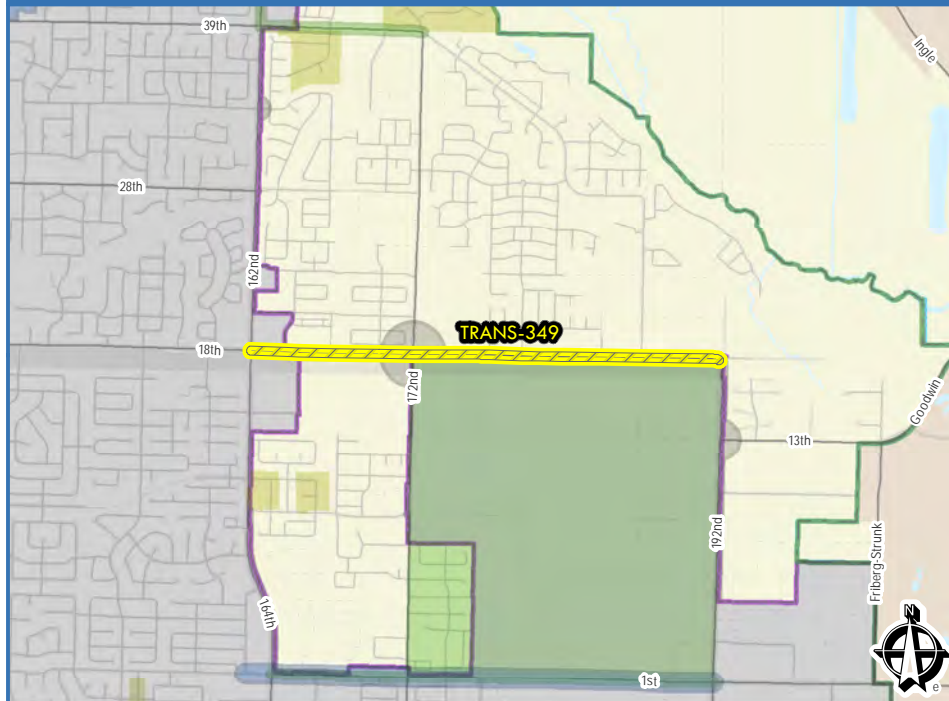 39th
Ingle
28th
162nd
18th
TRANS-349
172nd
Goodwin
13th
192nd
Friberg-Strunk
164th
N
1st
e